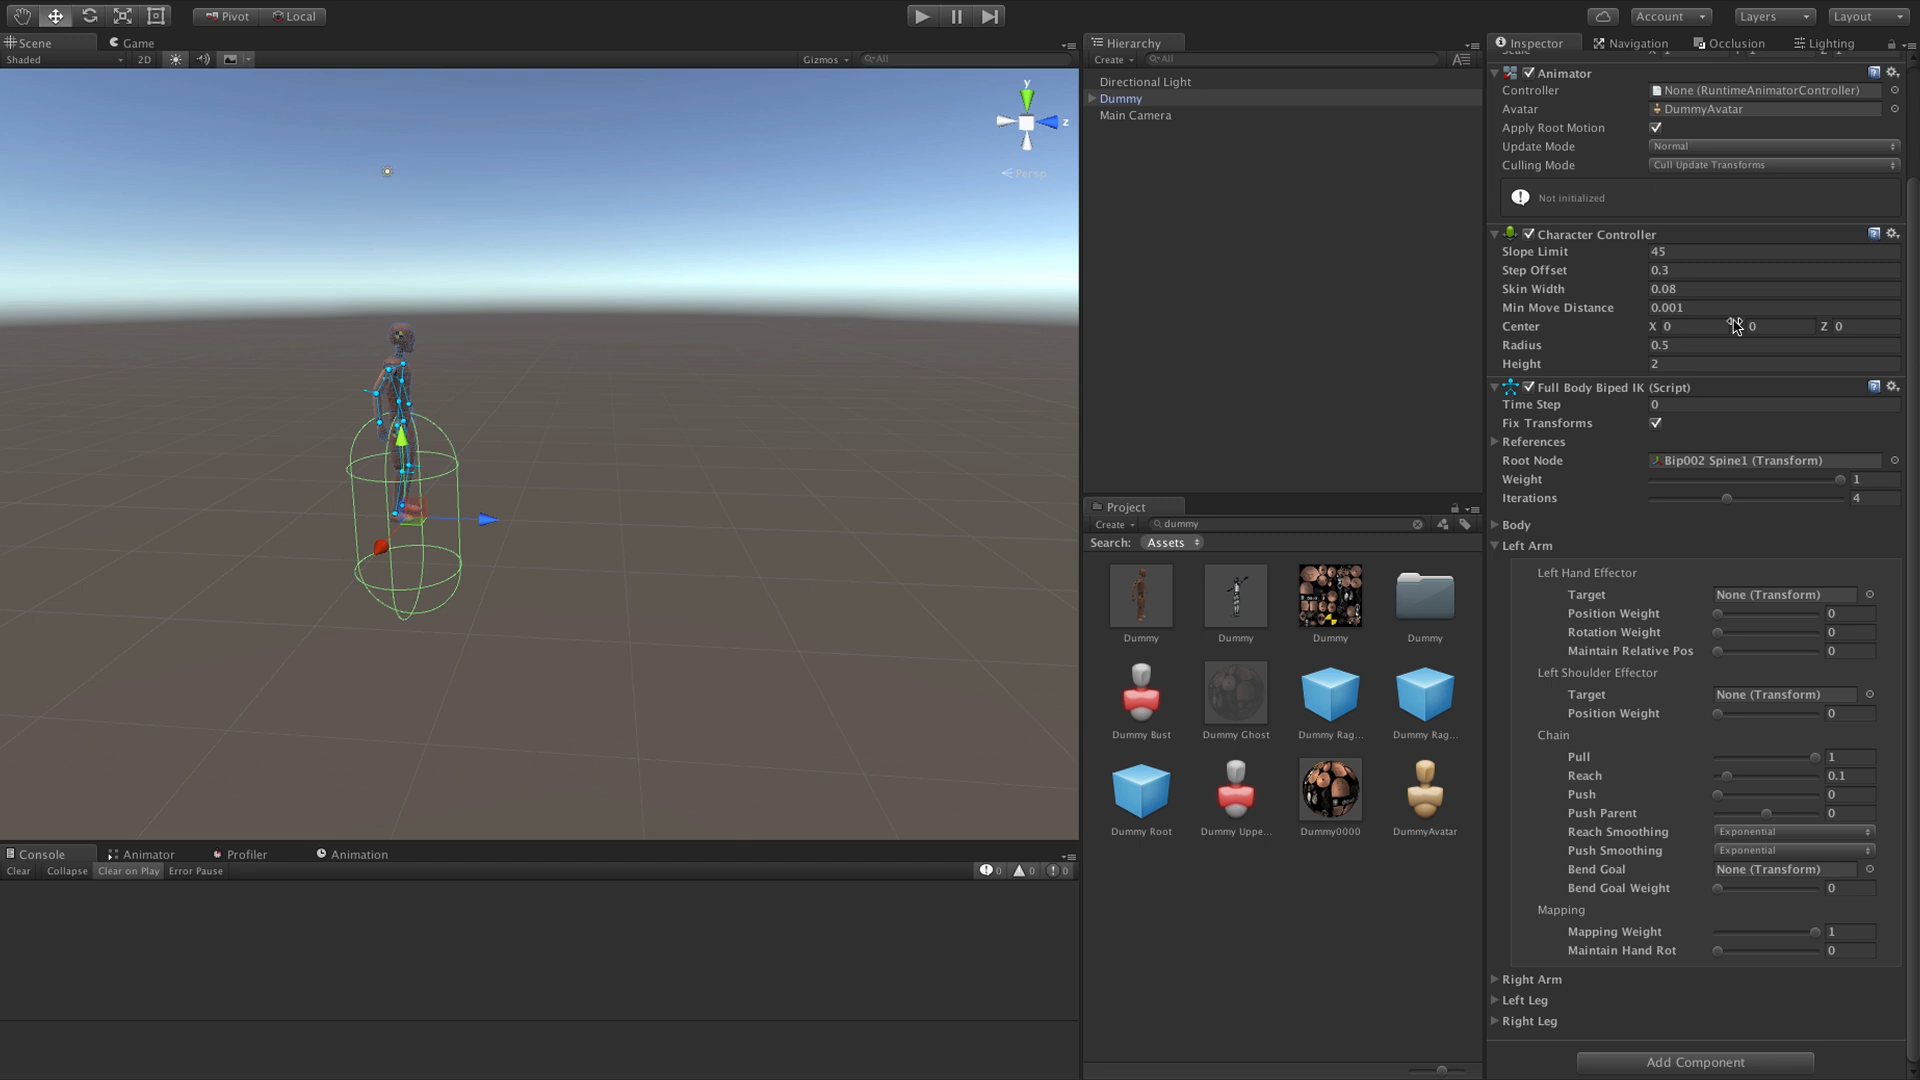 Pivot Local Account Layers Layout
Scene Game Hierarchy Inspector Navigation Occlusion Lighting
Shaded 2D Gizmos All Create All
y
z
Persp
Directional Light
Dummy
Main Camera
Scale X 1 Y 1 Z 1
Animator
Controller None (RuntimeAnimatorController)
Avatar DummyAvatar
Apply Root Motion
Update Mode Normal
Culling Mode Cull Update Transforms
Not initialized
Character Controller
Slope Limit 45
Step Offset 0.3
Skin Width 0.08
Min Move Distance 0.001
Center X 0 0 Z 0
Radius 0.5
Height 2
Full Body Biped IK (Script)
Time Step 0
Fix Transforms
References
Root Node Bip002 Spine1 (Transform)
Weight 1
Iterations 4
Body
Left Arm
Left Hand Effector
Target None (Transform)
Position Weight 0
Rotation Weight 0
Maintain Relative Pos 0
Left Shoulder Effector
Target None (Transform)
Position Weight 0
Chain
Pull 1
Reach 0.1
Push 0
Push Parent 0
Reach Smoothing Exponential
Push Smoothing Exponential
Bend Goal None (Transform)
Bend Goal Weight 0
Mapping
Mapping Weight 1
Maintain Hand Rot 0
Right Arm
Left Leg
Right Leg
Add Component
Project
Create dummy
Search: Assets
Dummy Dummy Dummy Dummy
Dummy Bust Dummy Ghost Dummy Rag... Dummy Rag...
Dummy Root Dummy Uppe... Dummy0000 DummyAvatar
Console Animator Profiler Animation
Clear Collapse Clear on Play Error Pause 0 0 0